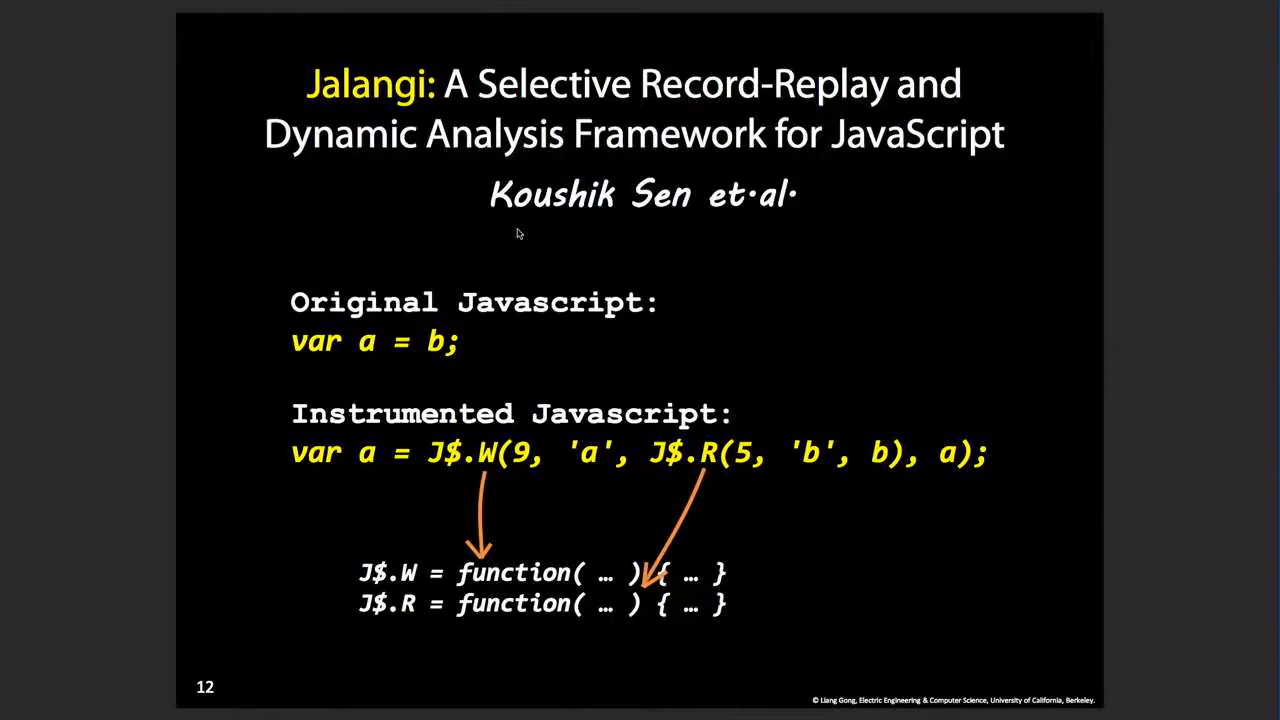 Jalangi: A Selective Record-Replay and
Dynamic Analysis Framework for JavaScript
Koushik Sen et.al.
Original Javascript:
var a = b;
Instrumented Javascript:
var a = J$.W(9, 'a', J$.R(5, 'b', b), a);
J$.W = function( … ) { … }
J$.R = function( … ) { … }
12
© Liang Gong, Electric Engineering & Computer Science, University of California, Berkeley.